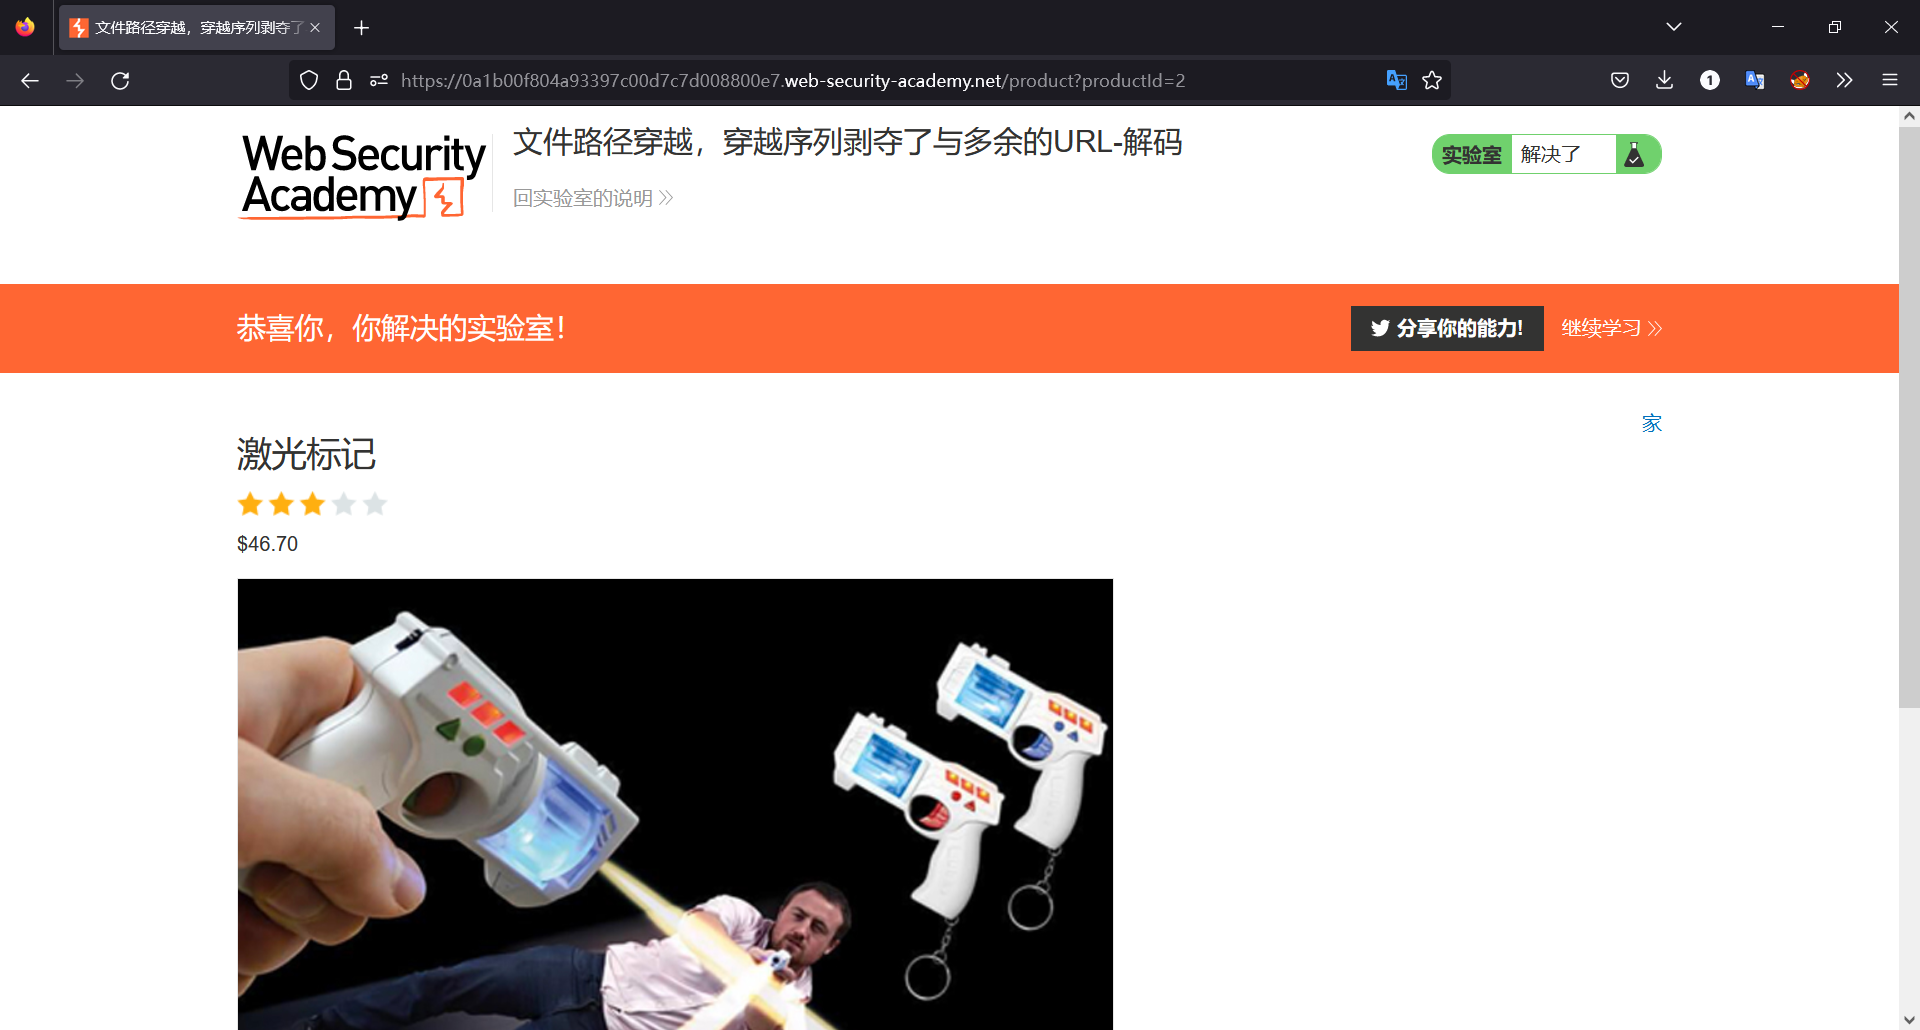 文件路径穿越，穿越序列剥夺了
https://0a1b00f804a93397c00d7c7d008800e7.web-security-academy.net/product?productId=2
Web Security
Academy
文件路径穿越，穿越序列剥夺了与多余的URL-解码
回实验室的说明
实验室 解决了
恭喜你，你解决的实验室！
分享你的能力!
继续学习
家
激光标记
$46.70